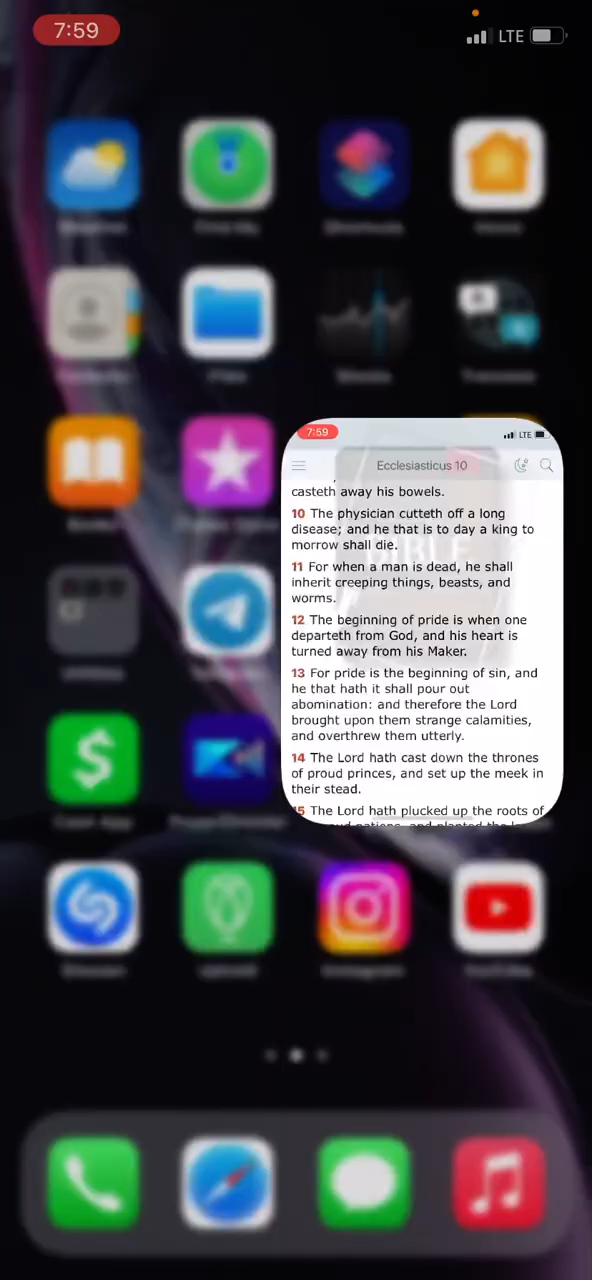 7:59
LTE
7:59
LTE
Ecclesiasticus 10
casteth away his bowels.
10 The physician cutteth off a long
disease; and he that is to day a king to
morrow shall die.
11 For when a man is dead, he shall
inherit creeping things, beasts, and
worms.
12 The beginning of pride is when one
departeth from God, and his heart is
turned away from his Maker.
13 For pride is the beginning of sin, and
he that hath it shall pour out
abomination: and therefore the Lord
brought upon them strange calamities,
and overthrew them utterly.
14 The Lord hath cast down the thrones
of proud princes, and set up the meek in
their stead.
15 The Lord hath plucked up the roots of